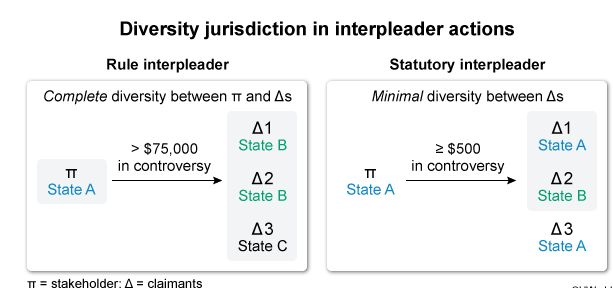 Diversity jurisdiction in interpleader actions
Rule interpleader
Complete diversity between π and Δs
π
State A
> $75,000
in controversy
Δ1
State B
Δ2
State B
Δ3
State C
Statutory interpleader
Minimal diversity between Δs
π
State A
≥ $500
in controversy
Δ1
State A
Δ2
State B
Δ3
State A
π = stakeholder; Δ = claimants